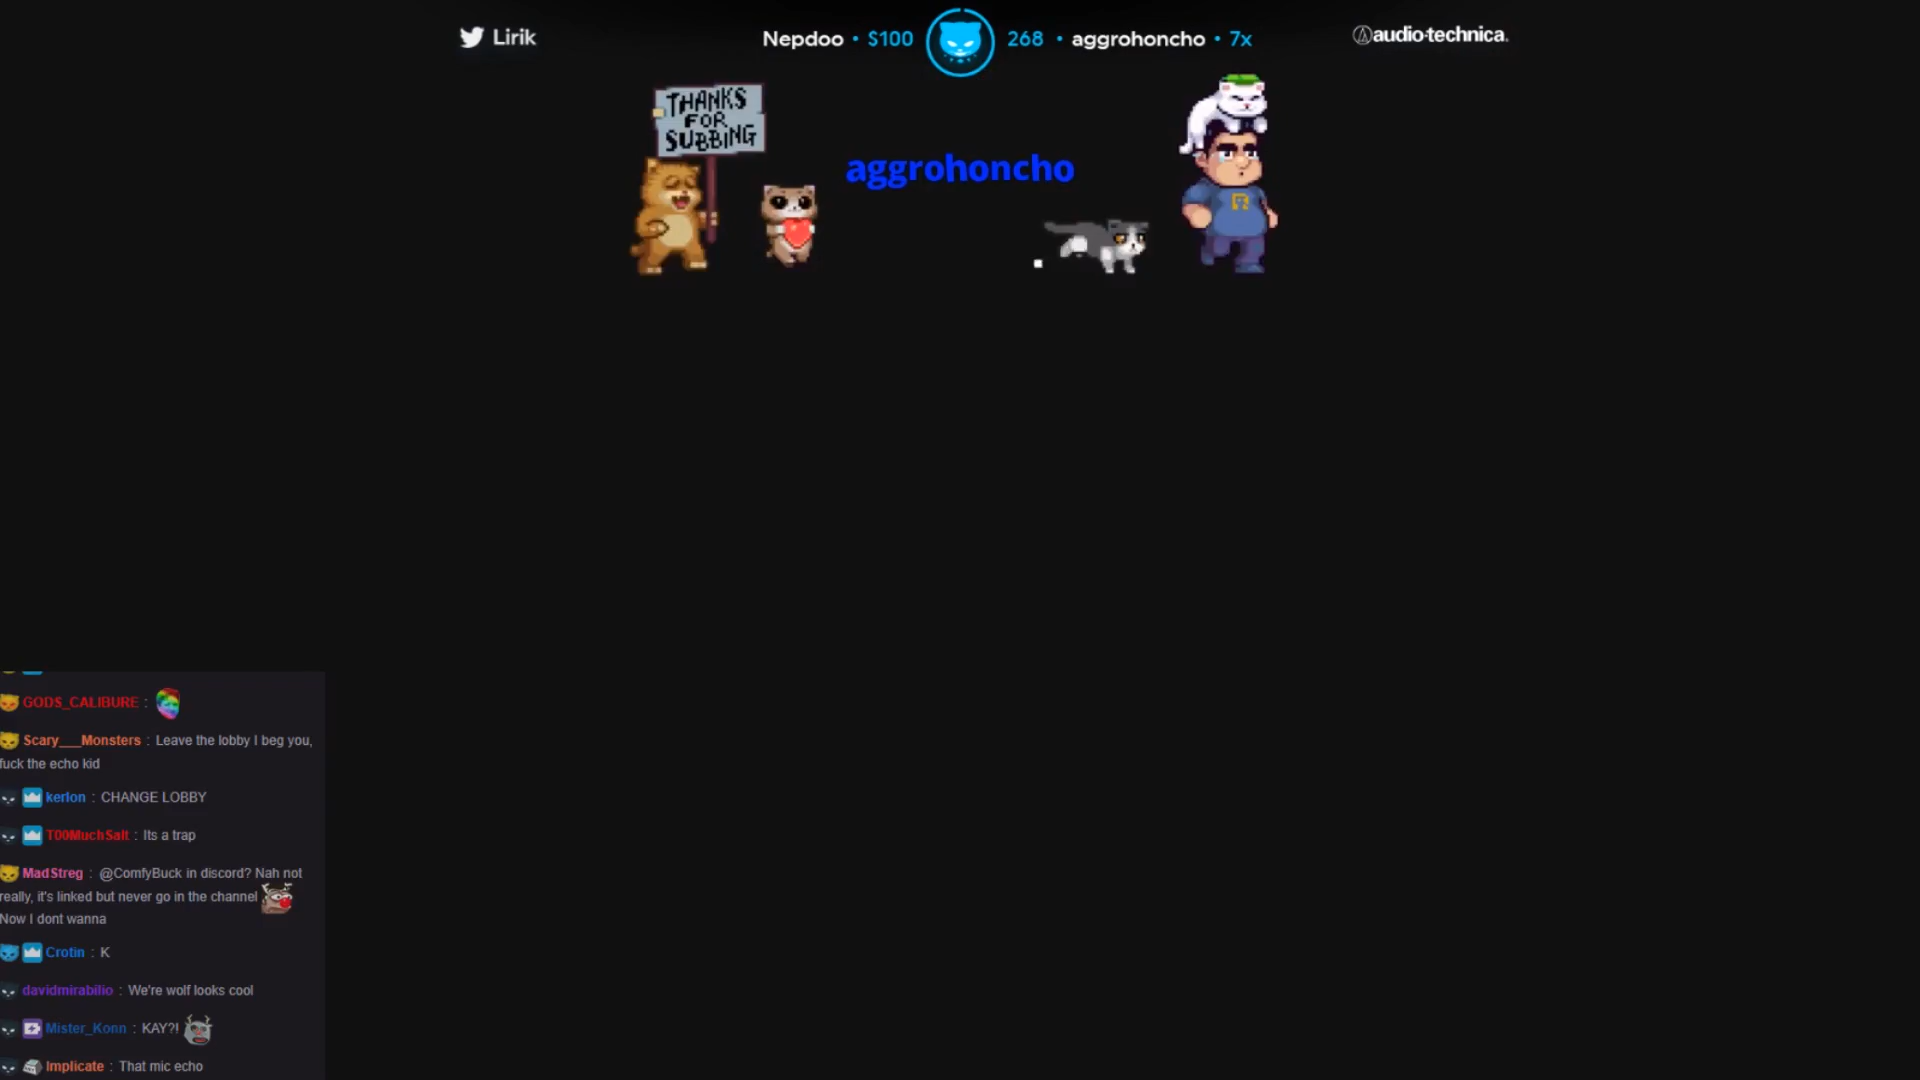 Lirik
Nepdoo • $100
268 • aggrohoncho • 7x
audio-technica.
THANKS
FOR
SUBBING
aggrohoncho
GODS_CALIBURE :
Scary___Monsters : Leave the lobby I beg you,
fuck the echo kid
kerlon : CHANGE LOBBY
T00MuchSalt : Its a trap
MadStreg : @ComfyBuck in discord? Nah not
really, it's linked but never go in the channel
Now I dont wanna
Crotin : K
davidmirabilio : We're wolf looks cool
Mister_Konn : KAY?!
Implicate : That mic echo